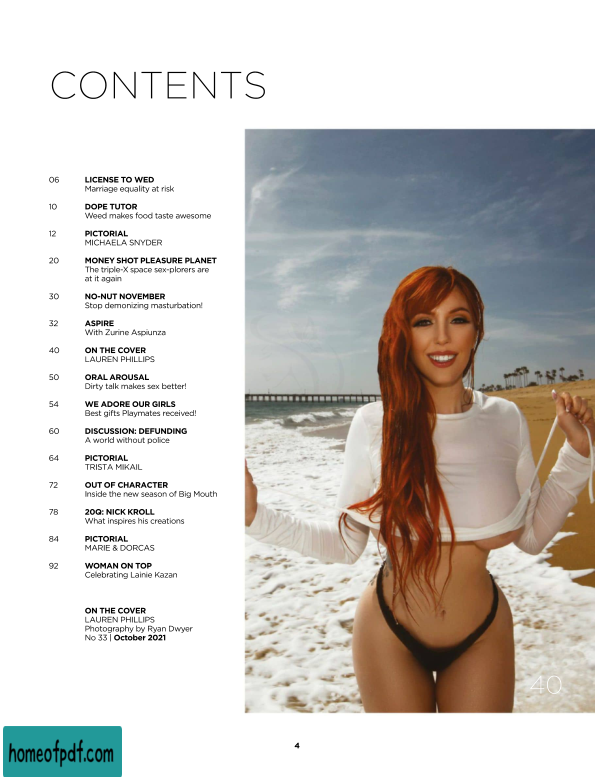 CONTENTS
06 LICENSE TO WED
Marriage equality at risk
10 DOPE TUTOR
Weed makes food taste awesome
12 PICTORIAL
MICHAELA SNYDER
20 MONEY SHOT PLEASURE PLANET
The triple-X space sex-plorers are
at it again
30 NO-NUT NOVEMBER
Stop demonizing masturbation!
32 ASPIRE
With Zurine Aspiunza
40 ON THE COVER
LAUREN PHILLIPS
50 ORAL AROUSAL
Dirty talk makes sex better!
54 WE ADORE OUR GIRLS
Best gifts Playmates received!
60 DISCUSSION: DEFUNDING
A world without police
64 PICTORIAL
TRISTA MIKAIL
72 OUT OF CHARACTER
Inside the new season of Big Mouth
78 20Q: NICK KROLL
What inspires his creations
84 PICTORIAL
MARIE & DORCAS
92 WOMAN ON TOP
Celebrating Lainie Kazan
ON THE COVER
LAUREN PHILLIPS
Photography by Ryan Dwyer
No 33 | October 2021
40
4
homeofpdf.com